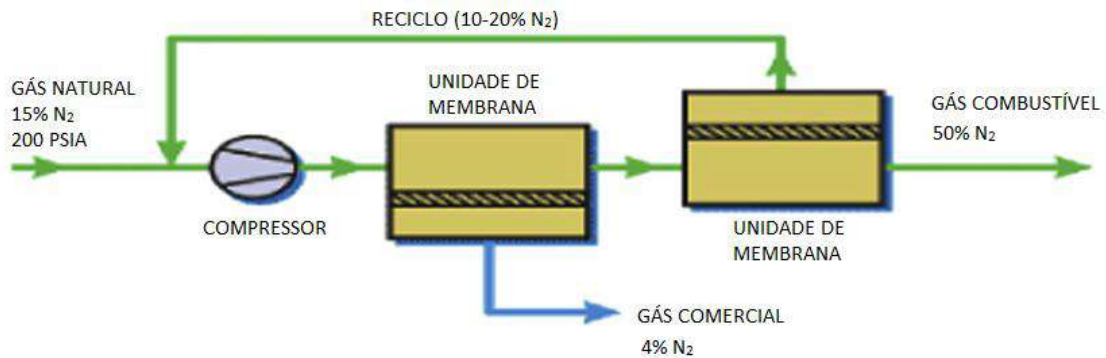 RECICLO (10-20% N₂)
GÁS NATURAL
15% N₂
200 PSIA
UNIDADE DE
MEMBRANA
GÁS COMBUSTÍVEL
50% N₂
COMPRESSOR
UNIDADE DE
MEMBRANA
GÁS COMERCIAL
4% N₂